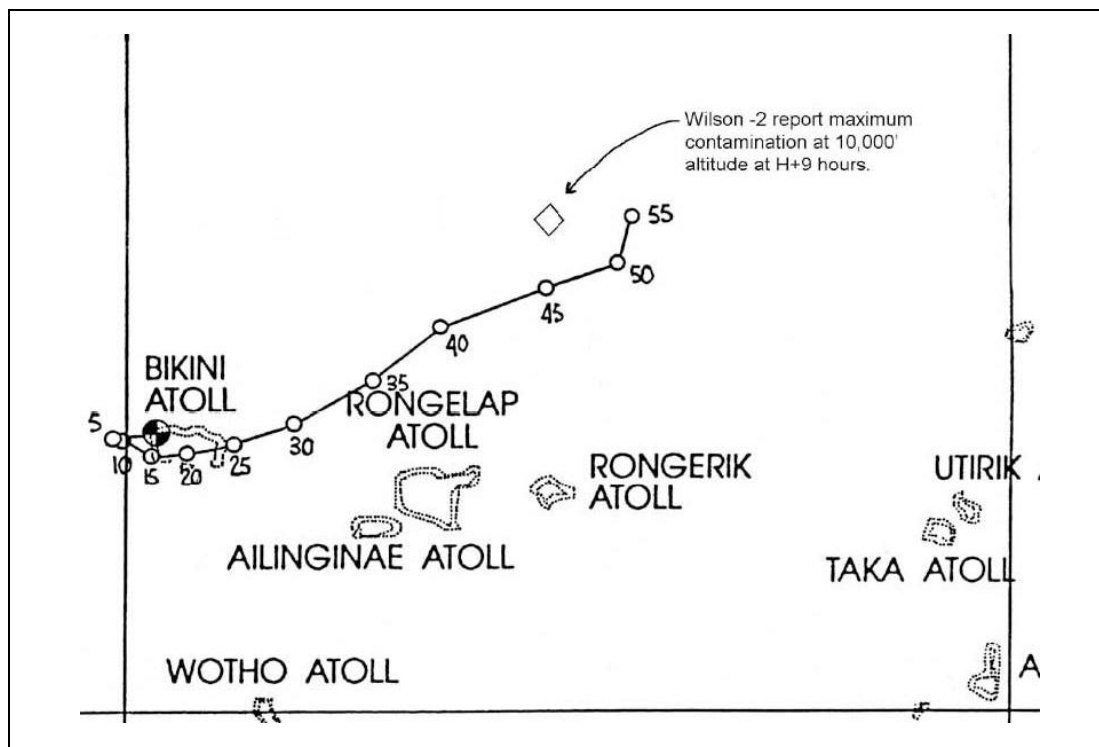 Wilson -2 report maximum
contamination at 10,000'
altitude at H+9 hours.
55
50
45
40
35
BIKINI
ATOLL
5
10
15
20
25
30
RONGELAP
ATOLL
RONGERIK
ATOLL
UTIRIK A
AILINGINAE ATOLL
TAKA ATOLL
WOTHO ATOLL
A